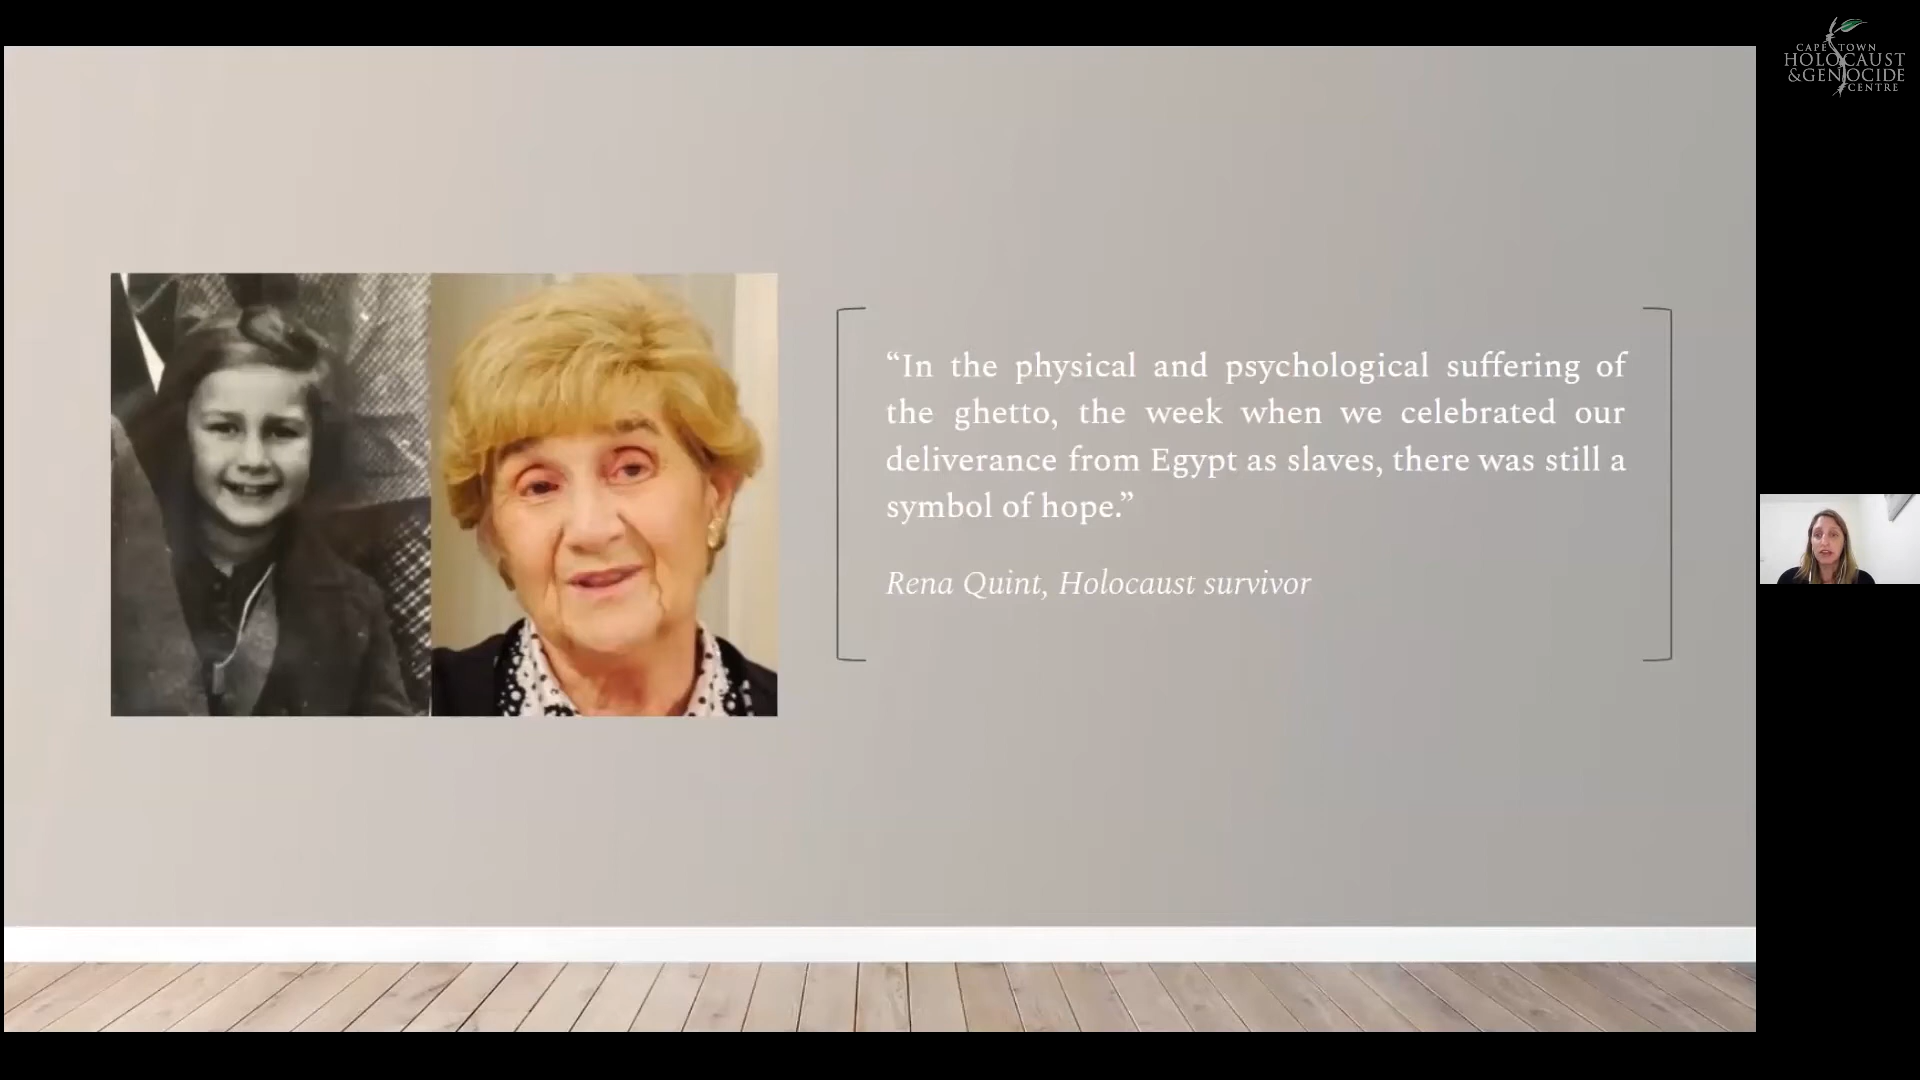 CAPE TOWN
HOLOCAUST
&GENOCIDE
CENTRE
“In the physical and psychological suffering of
the ghetto, the week when we celebrated our
deliverance from Egypt as slaves, there was still a
symbol of hope.”
Rena Quint, Holocaust survivor